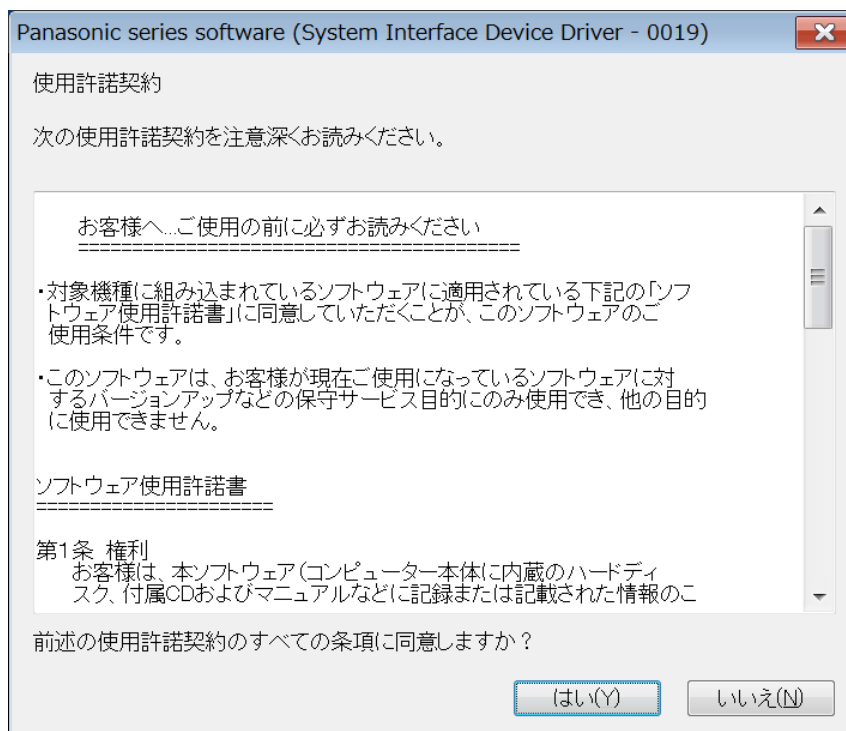 Panasonic series software (System Interface Device Driver - 0019)
使用許諾契約
次の使用許諾契約を注意深くお読みください。
お客様へ...ご使用の前に必ずお読みください
=========================================
・対象機種に組み込まれているソフトウェアに適用されている下記の「ソフ
トウェア使用許諾書」に同意していただくことが、このソフトウェアのご
使用条件です。
・このソフトウェアは、お客様が現在ご使用になっているソフトウェアに対
するバージョンアップなどの保守サービス目的にのみ使用でき、他の目的
に使用できません。
ソフトウェア使用許諾書
======================
第1条 権利
お客様は、本ソフトウェア(コンピューター本体に内蔵のハードディ
スク、付属CDおよびマニュアルなどに記録または記載された情報のこ
前述の使用許諾契約のすべての条項に同意しますか？
はい(Y)
いいえ(N)